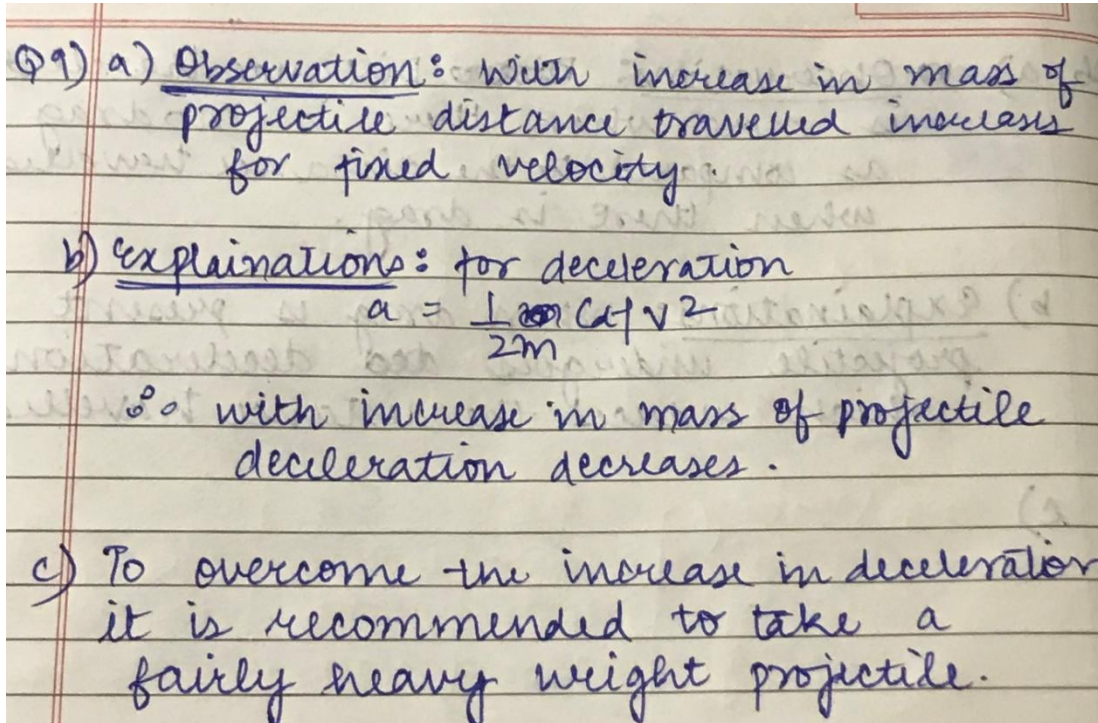 Q9) a) Observation: with increase in mass of
projectile distance travelled increases
for fixed velocity.
b) Explainations: for deceleration
a = 1/2m Cdf v²
∴ with increase in mass of projectile
deceleration decreases.
c) To overcome the increase in deceleration
it is recommended to take a
fairly heavy weight projectile.